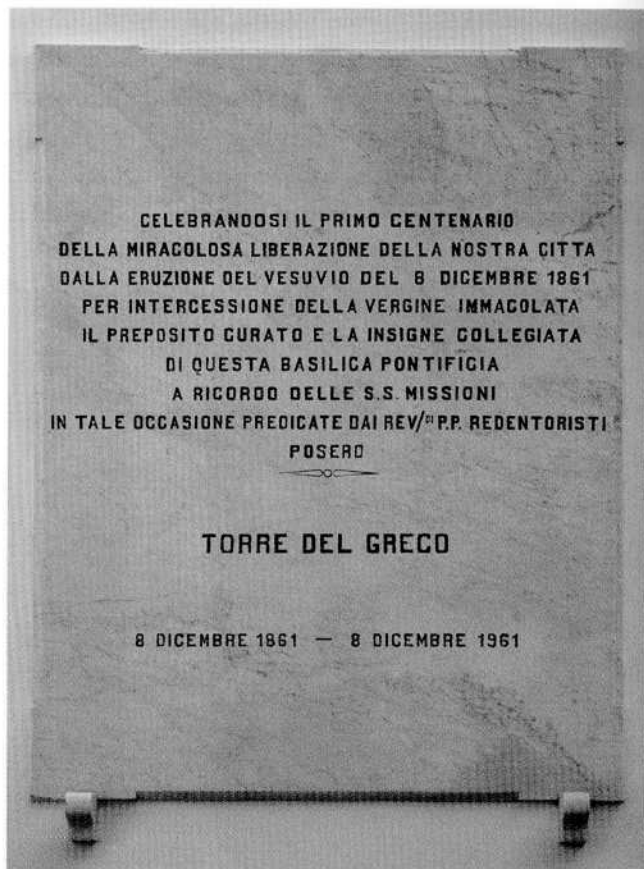 CELEBRANDOSI IL PRIMO CENTENARIO
DELLA MIRACOLOSA LIBERAZIONE DELLA NOSTRA CITTA
DALLA ERUZIONE DEL VESUVIO DEL 8 DICEMBRE 1861
PER INTERCESSIONE DELLA VERGINE IMMACOLATA
IL PREPOSITO CURATO E LA INSIGNE COLLEGIATA
DI QUESTA BASILICA PONTIFICIA
A RICORDO DELLE S.S. MISSIONI
IN TALE OCCASIONE PREDICATE DAI REV/DI P.P. REDENTORISTI
POSERO
TORRE DEL GRECO
8 DICEMBRE 1861 — 8 DICEMBRE 1961